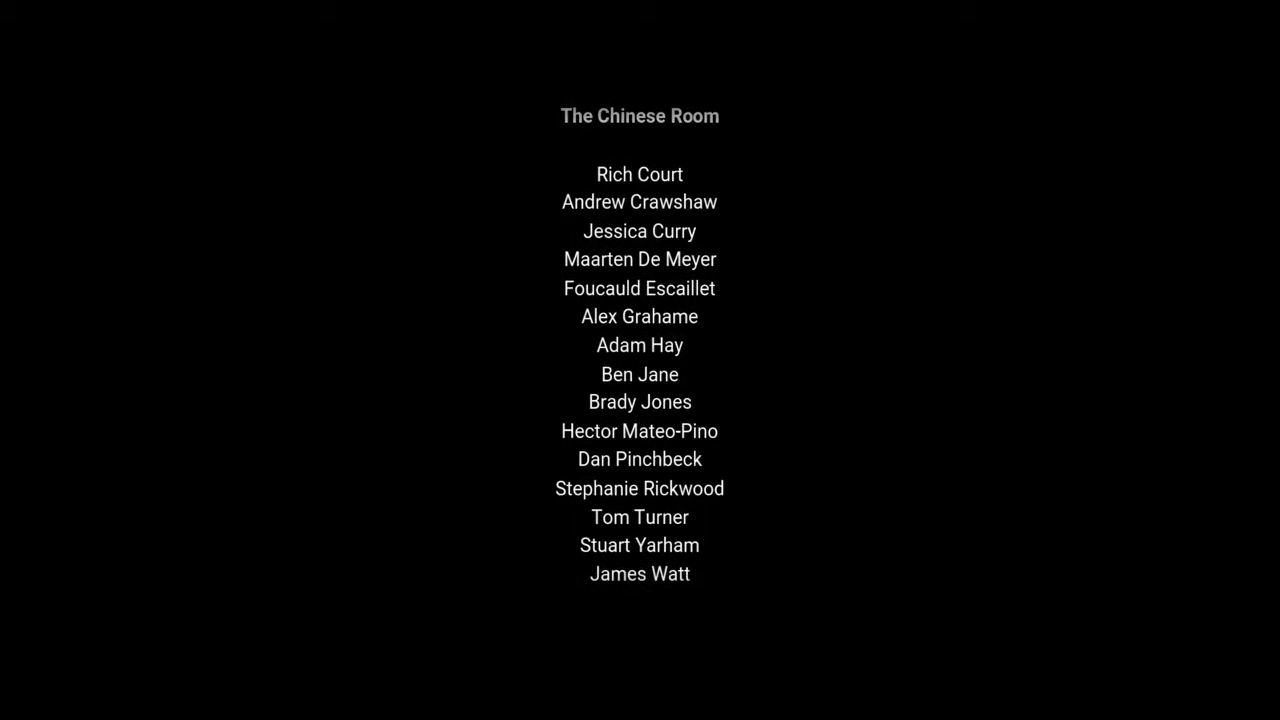 The Chinese Room
Rich Court
Andrew Crawshaw
Jessica Curry
Maarten De Meyer
Foucauld Escaillet
Alex Grahame
Adam Hay
Ben Jane
Brady Jones
Hector Mateo-Pino
Dan Pinchbeck
Stephanie Rickwood
Tom Turner
Stuart Yarham
James Watt